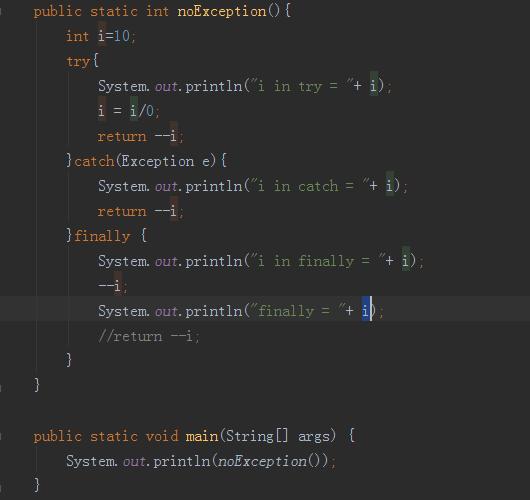 public static int noException(){
int i=10;
try{
System.out.println("i in try = "+ i);
i = i/0;
return --i;
}catch(Exception e){
System.out.println("i in catch = "+ i);
return --i;
}finally {
System.out.println("i in finally = "+ i);
--i;
System.out.println("finally = "+ i);
//return --i;
}
}
public static void main(String[] args) {
System.out.println(noException());
}